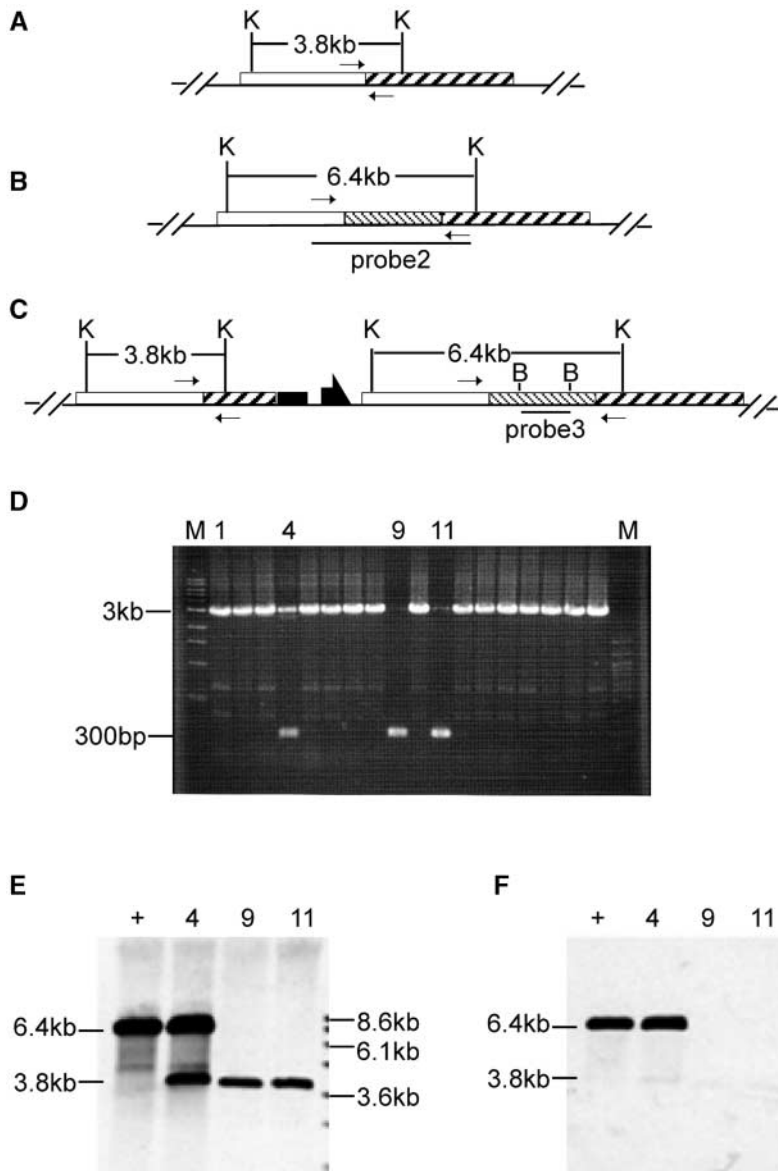 A
K K
3.8kb
B
K K
6.4kb
probe2
C
K K K K
3.8kb 6.4kb
B B
probe3
D
M 1 4 9 11 M
3kb
300bp
E
+ 4 9 11
6.4kb
3.8kb
8.6kb
6.1kb
3.6kb
F
+ 4 9 11
6.4kb
3.8kb